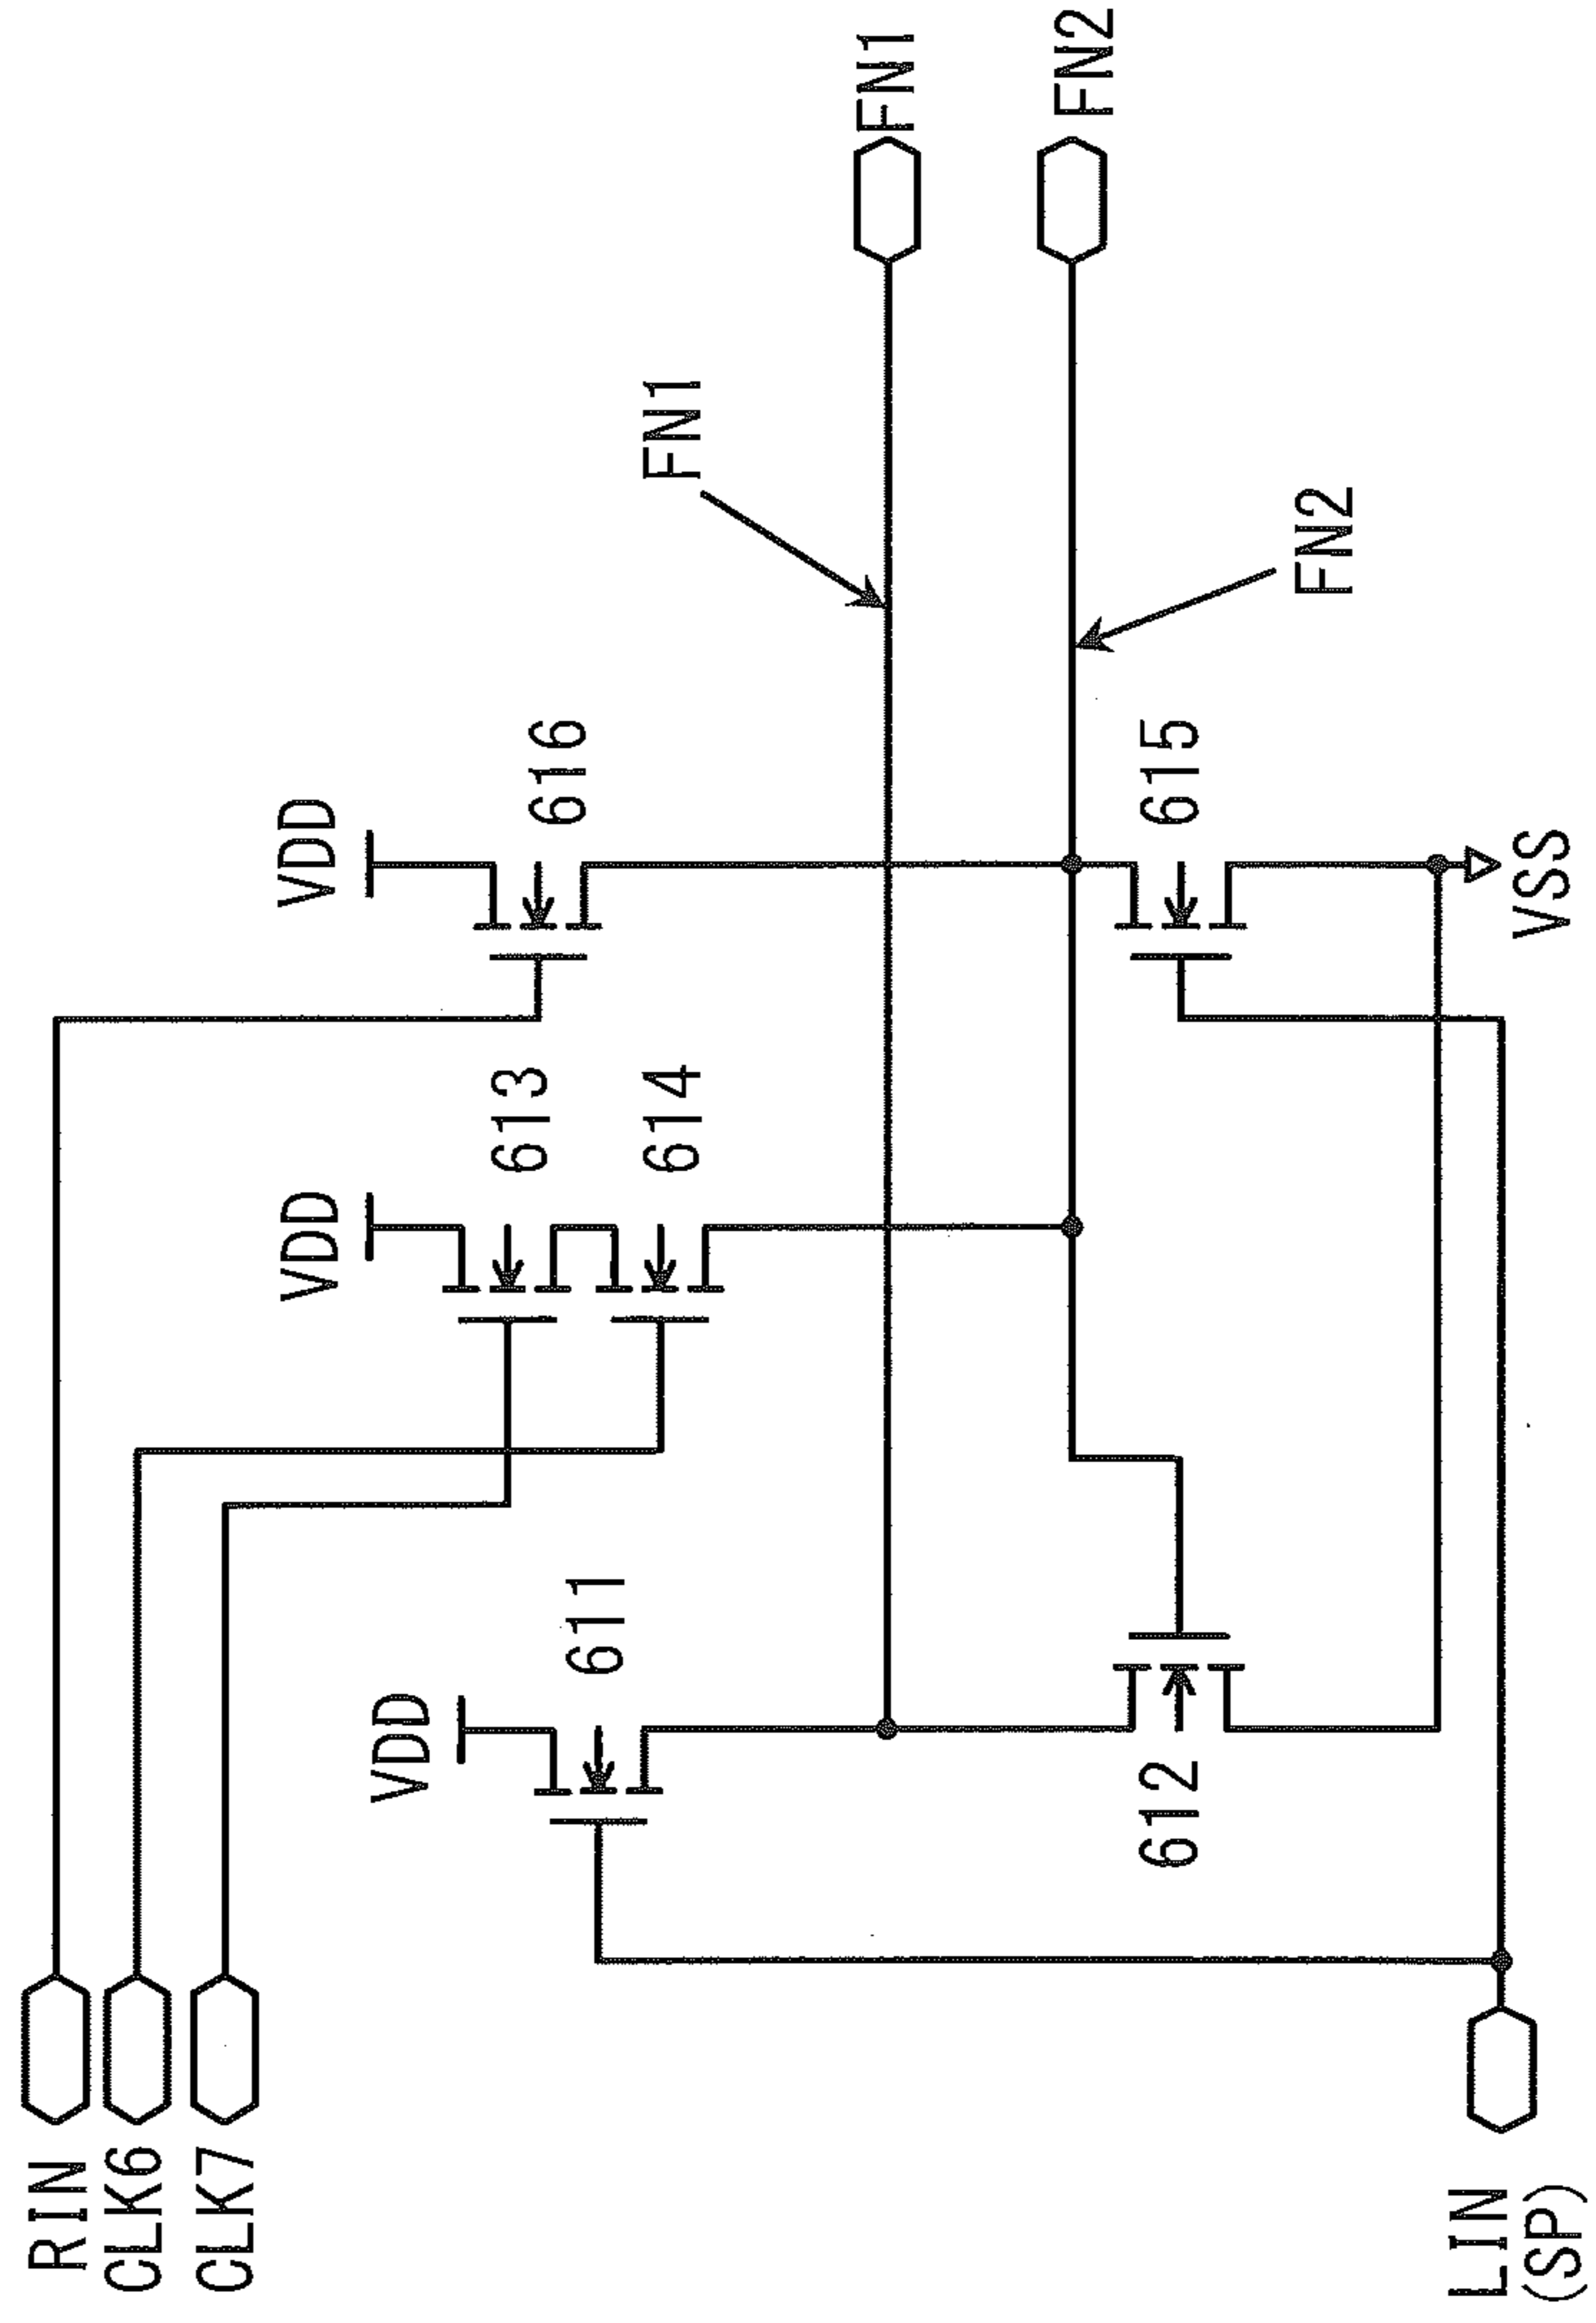 RIN
CLK6
CLK7
VDD
611
612
VDD
613
614
VDD
616
615
FN1
FN2
FN1
FN2
VSS
LIN
(SP)